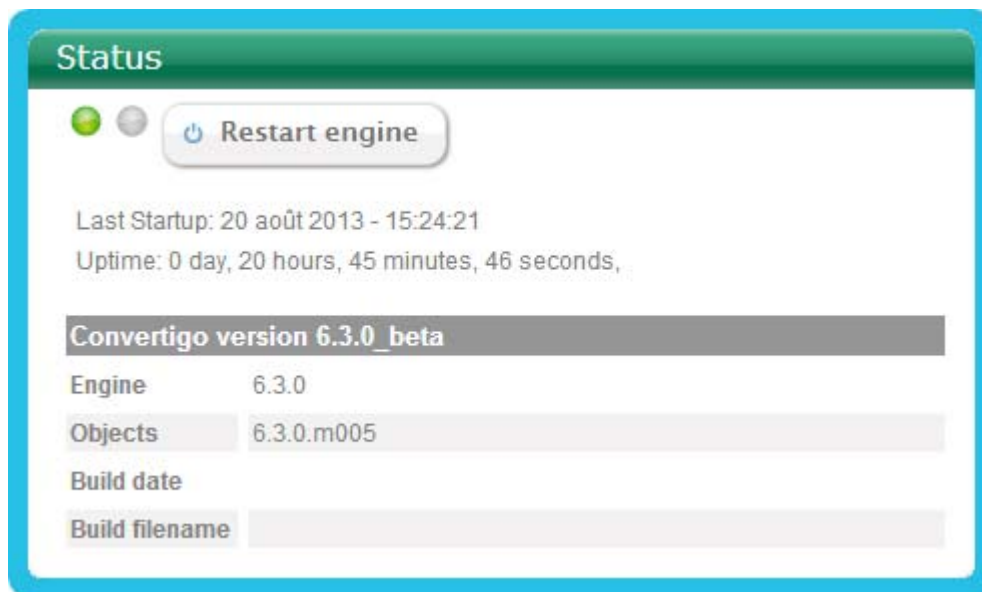 Status
Restart engine
Last Startup: 20 août 2013 - 15:24:21
Uptime: 0 day, 20 hours, 45 minutes, 46 seconds,
Convertigo version 6.3.0_beta
Engine 6.3.0
Objects 6.3.0.m005
Build date
Build filename